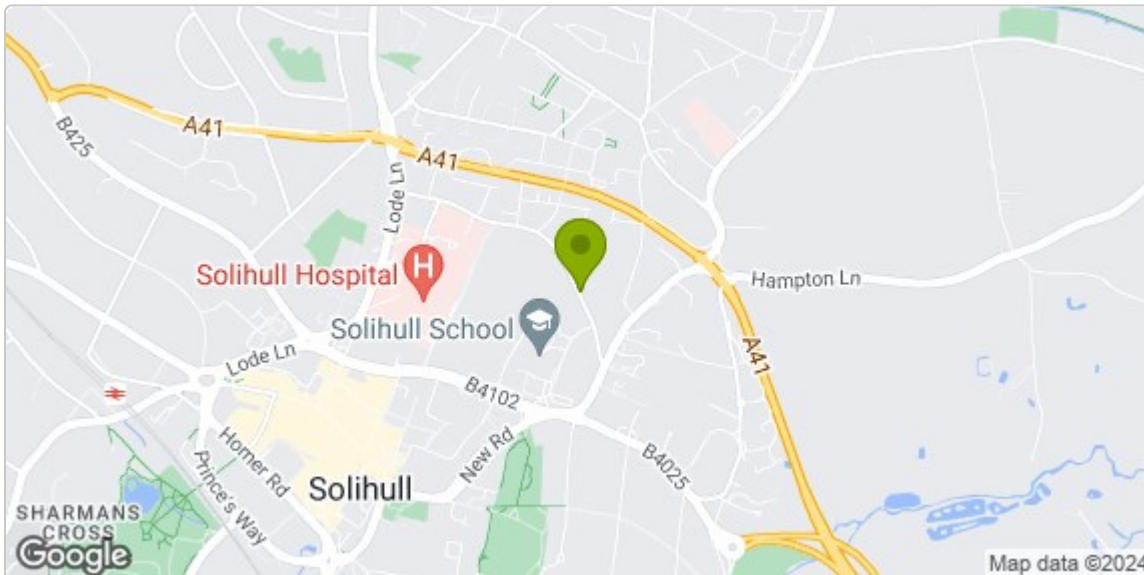 A41
B425
A41
Lode Ln
Solihull Hospital
H
Hampton Ln
Solihull School
A41
Lode Ln
B4102
Homer Rd
New Rd
B4025
Prince's Way
Solihull
SHARMANS
CROSS
Google
Map data ©2024